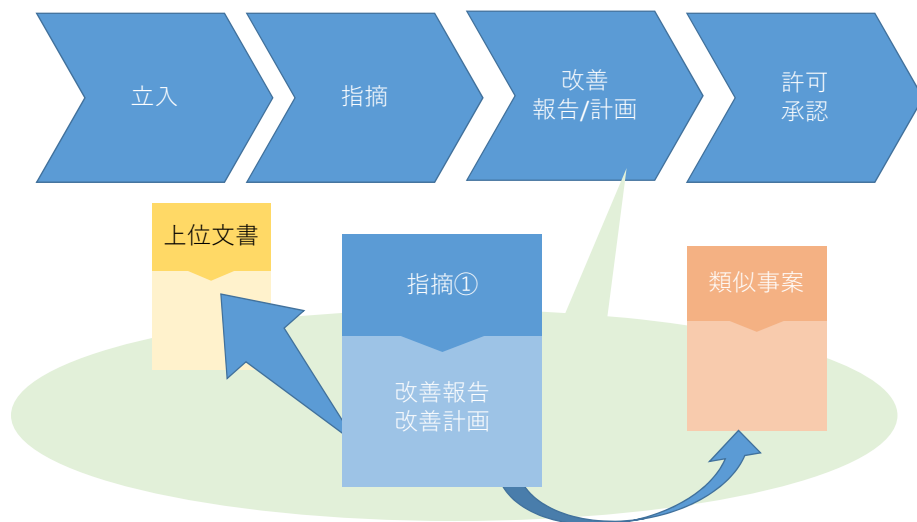 立入
指摘
改善
報告/計画
許可
承認
上位文書
指摘①
改善報告
改善計画
類似事案